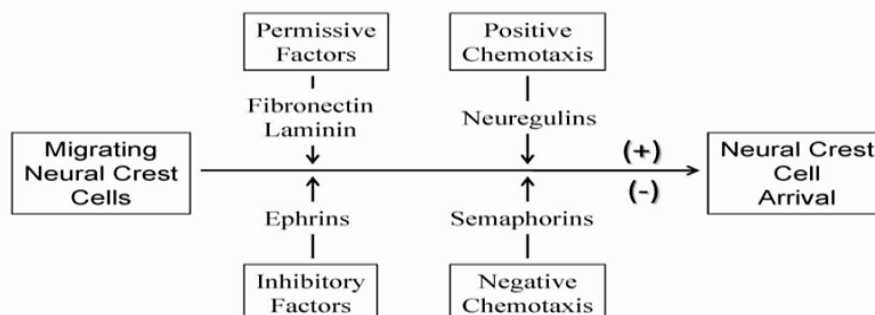 Permissive
Factors
Positive
Chemotaxis
Fibronectin
Laminin
Neuregulins
Migrating
Neural Crest
Cells
(+)
(-)
Neural Crest
Cell
Arrival
Ephrins
Semaphorins
Inhibitory
Factors
Negative
Chemotaxis